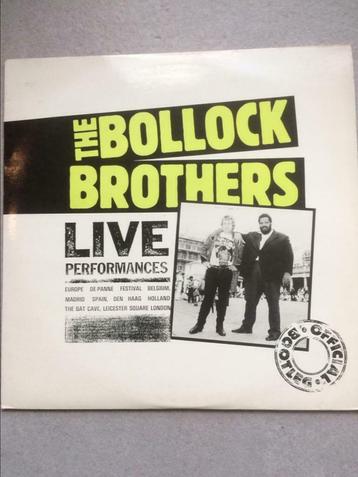 THE BOLLOCK
BROTHERS
LIVE
PERFORMANCES
EUROPE DE PANNE FESTIVAL BELGIUM,
MADRID SPAIN, DEN HAAG HOLLAND
THE BAT CAVE, LEICESTER SQUARE LONDON
OFFICIAL
BOOTLEG